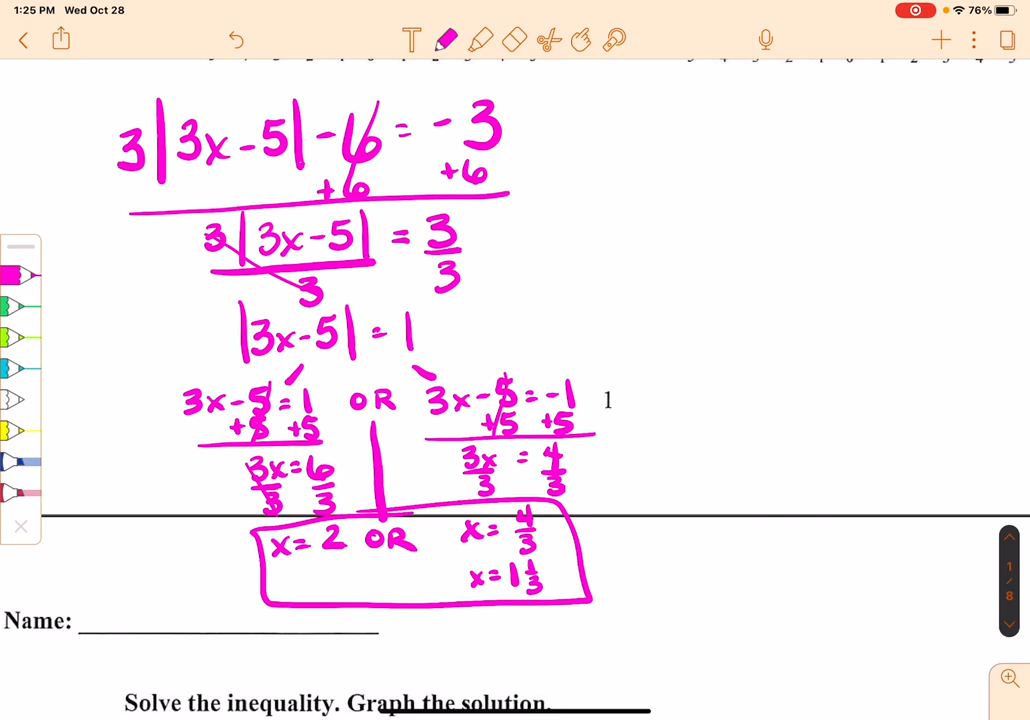 1:25 PM Wed Oct 28
76%
3|3x - 5| - 6 = - 3
+ 6 + 6
3|3x - 5| = 3
3 3
|3x - 5| = 1
3x - 5 = 1 OR 3x - 5 = - 1 1
+ 5 + 5 + 5 + 5
3x = 6 3x = 4
3 3 3 3
x = 2 OR x = 4/3
x = 1 1/3
1
/
8
Name:
Solve the inequality. Graph the solution.